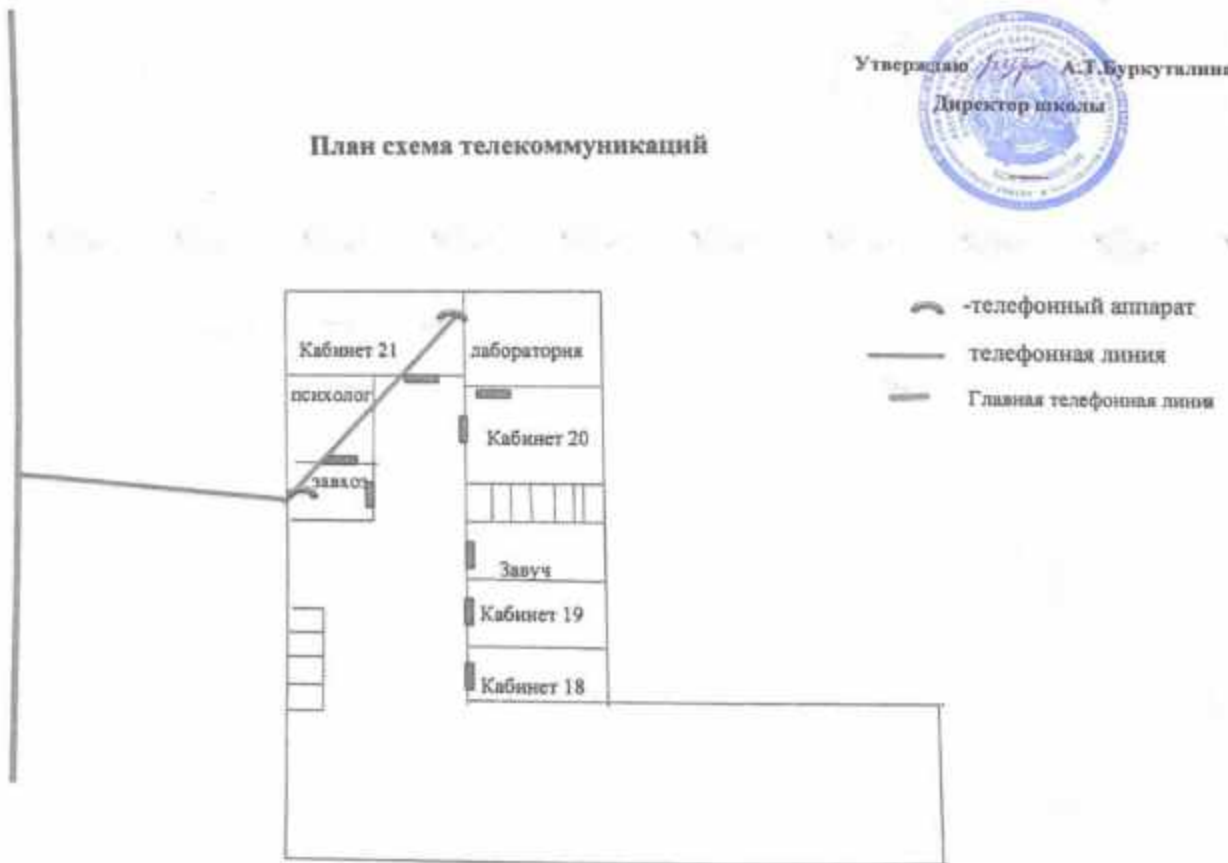 Утверждаю А.Т.Буркуталина
Директор школы
План схема телекоммуникаций
-телефонный аппарат
телефонная линия
Главная телефонная линия
Кабинет 21
лаборатория
психолог
Кабинет 20
завхоз
Завуч
Кабинет 19
Кабинет 18